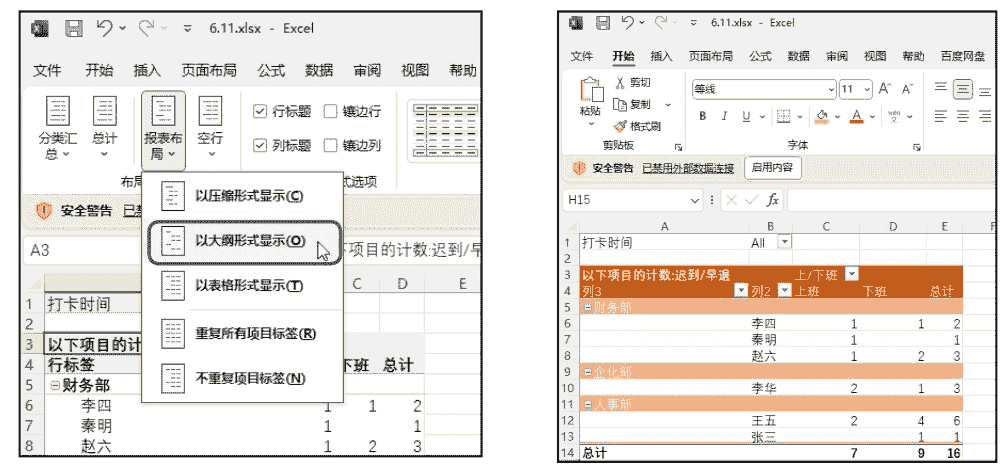 6.11.xlsx - Excel
文件 开始 插入 页面布局 公式 数据 审阅 视图 帮助
分类汇总 总计 报表布局 空行
行标题 镶边行
列标题 镶边列
布局
式选项
安全警告 已禁
以压缩形式显示(C)
以大纲形式显示(O)
以表格形式显示(T)
重复所有项目标签(R)
不重复项目标签(N)
A3 下项目的计数:迟到/早
C D E
1 打卡时间
2
3 以下项目的计
4 行标签 下班 总计
5 财务部
6 李四 1 1 2
7 秦明 1 1
8 赵六 1 2 3
6.11.xlsx - Excel
文件 开始 插入 页面布局 公式 数据 审阅 视图 帮助 百度网盘
粘贴 剪切 复制 格式刷
等线 11 A A
B I U A wén
剪贴板 字体
安全警告 已禁用外部数据连接 启用内容
H15 fx
A B C D E F
1 打卡时间 All
2
3 以下项目的计数:迟到/早退 上/下班
4 列3 列2 上班 下班 总计
5 财务部
6 李四 1 1 2
7 秦明 1 1
8 赵六 1 2 3
9 企化部
10 李华 2 1 3
11 人事部
12 王五 2 4 6
13 张三 1 1
14 总计 7 9 16